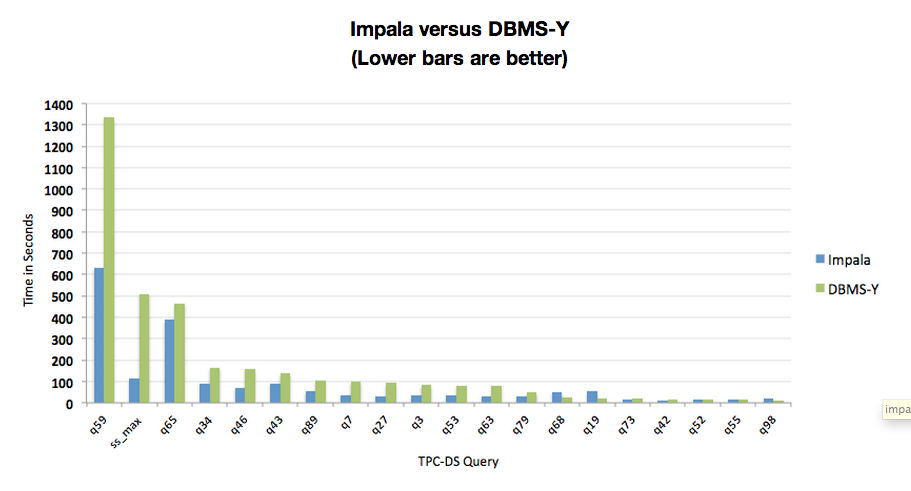 Impala versus DBMS-Y
(Lower bars are better)
1400
1300
1200
1100
1000
900
800
700
600
500
400
300
200
100
0
Time in Seconds
q59
ss_max
q65
q34
q46
q43
q89
q7
q27
q3
q53
q63
q79
q68
q19
q73
q42
q52
q55
q98
TPC-DS Query
Impala
DBMS-Y
impa